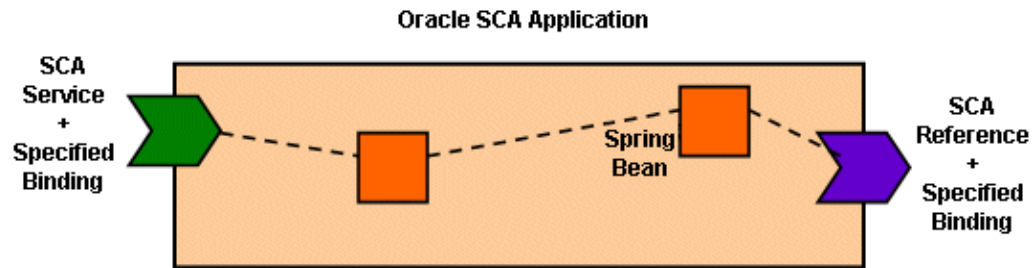 Oracle SCA Application
SCA
Service
+
Specified
Binding
Spring
Bean
SCA
Reference
+
Specified
Binding